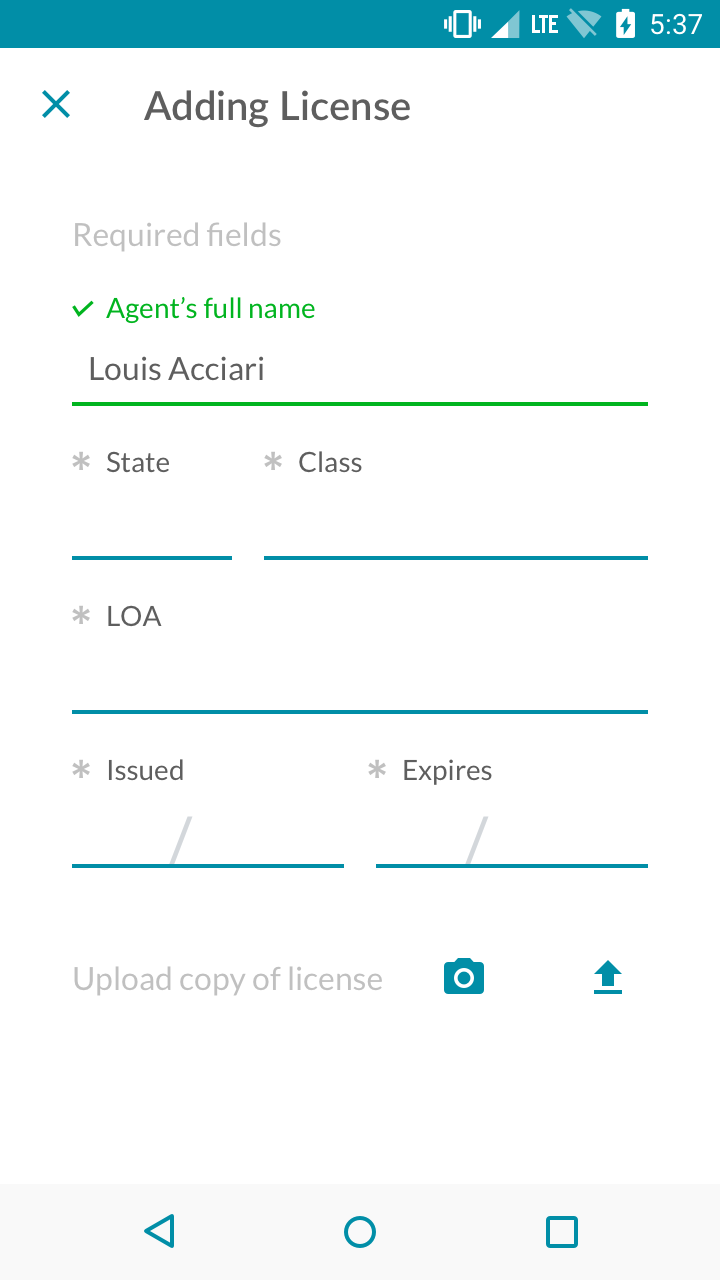 LTE 5:37
Adding License
Required fields
Agent’s full name
Louis Acciari
* State * Class
* LOA
* Issued * Expires
/ /
Upload copy of license